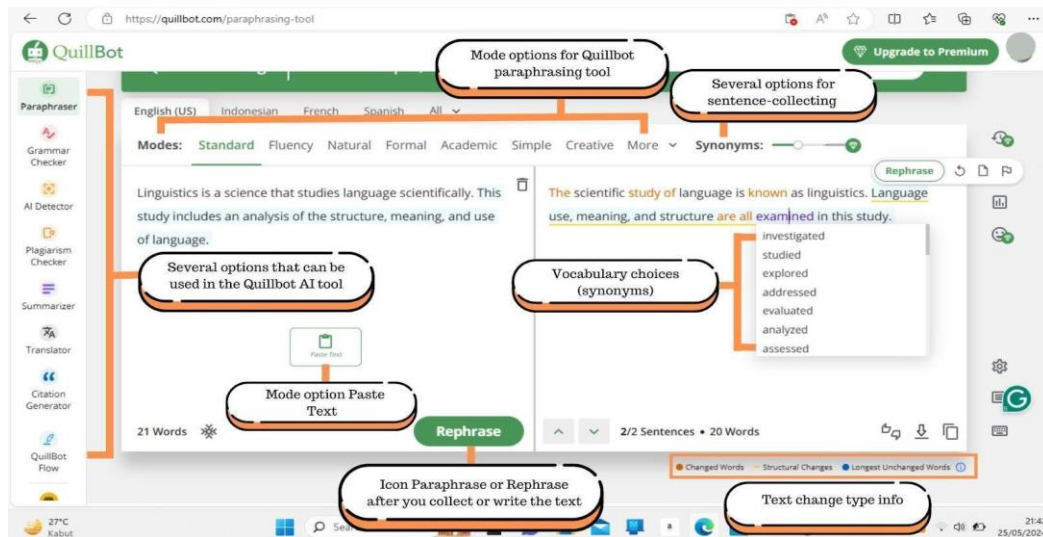 https://quillbot.com/paraphrasing-tool
QuillBot
Upgrade to Premium
Mode options for Quillbot
paraphrasing tool
Several options for
sentence-collecting
English (US) Indonesian French Spanish All
Modes: Standard Fluency Natural Formal Academic Simple Creative More Synonyms:
Paraphraser
Grammar
Checker
AI Detector
Plagiarism
Checker
Summarizer
Translator
Citation
Generator
QuillBot
Flow
Linguistics is a science that studies language scientifically. This
study includes an analysis of the structure, meaning, and use
of language.
Several options that can be
used in the Quillbot AI tool
Paste Text
Mode option Paste
Text
21 Words
Rephrase
Icon Paraphrase or Rephrase
after you collect or write the text
Rephrase
The scientific study of language is known as linguistics. Language
use, meaning, and structure are all examined in this study.
investigated
studied
explored
addressed
evaluated
analyzed
assessed
Vocabulary choices
(synonyms)
2/2 Sentences • 20 Words
Changed Words Structural Changes Longest Unchanged Words
Text change type info
27°C
Kabut